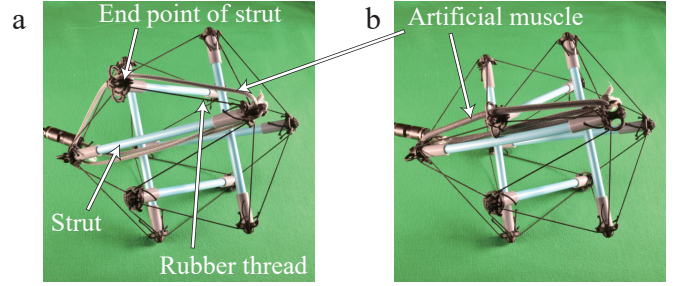 a
End point of strut
b
Artificial muscle
Strut
Rubber thread